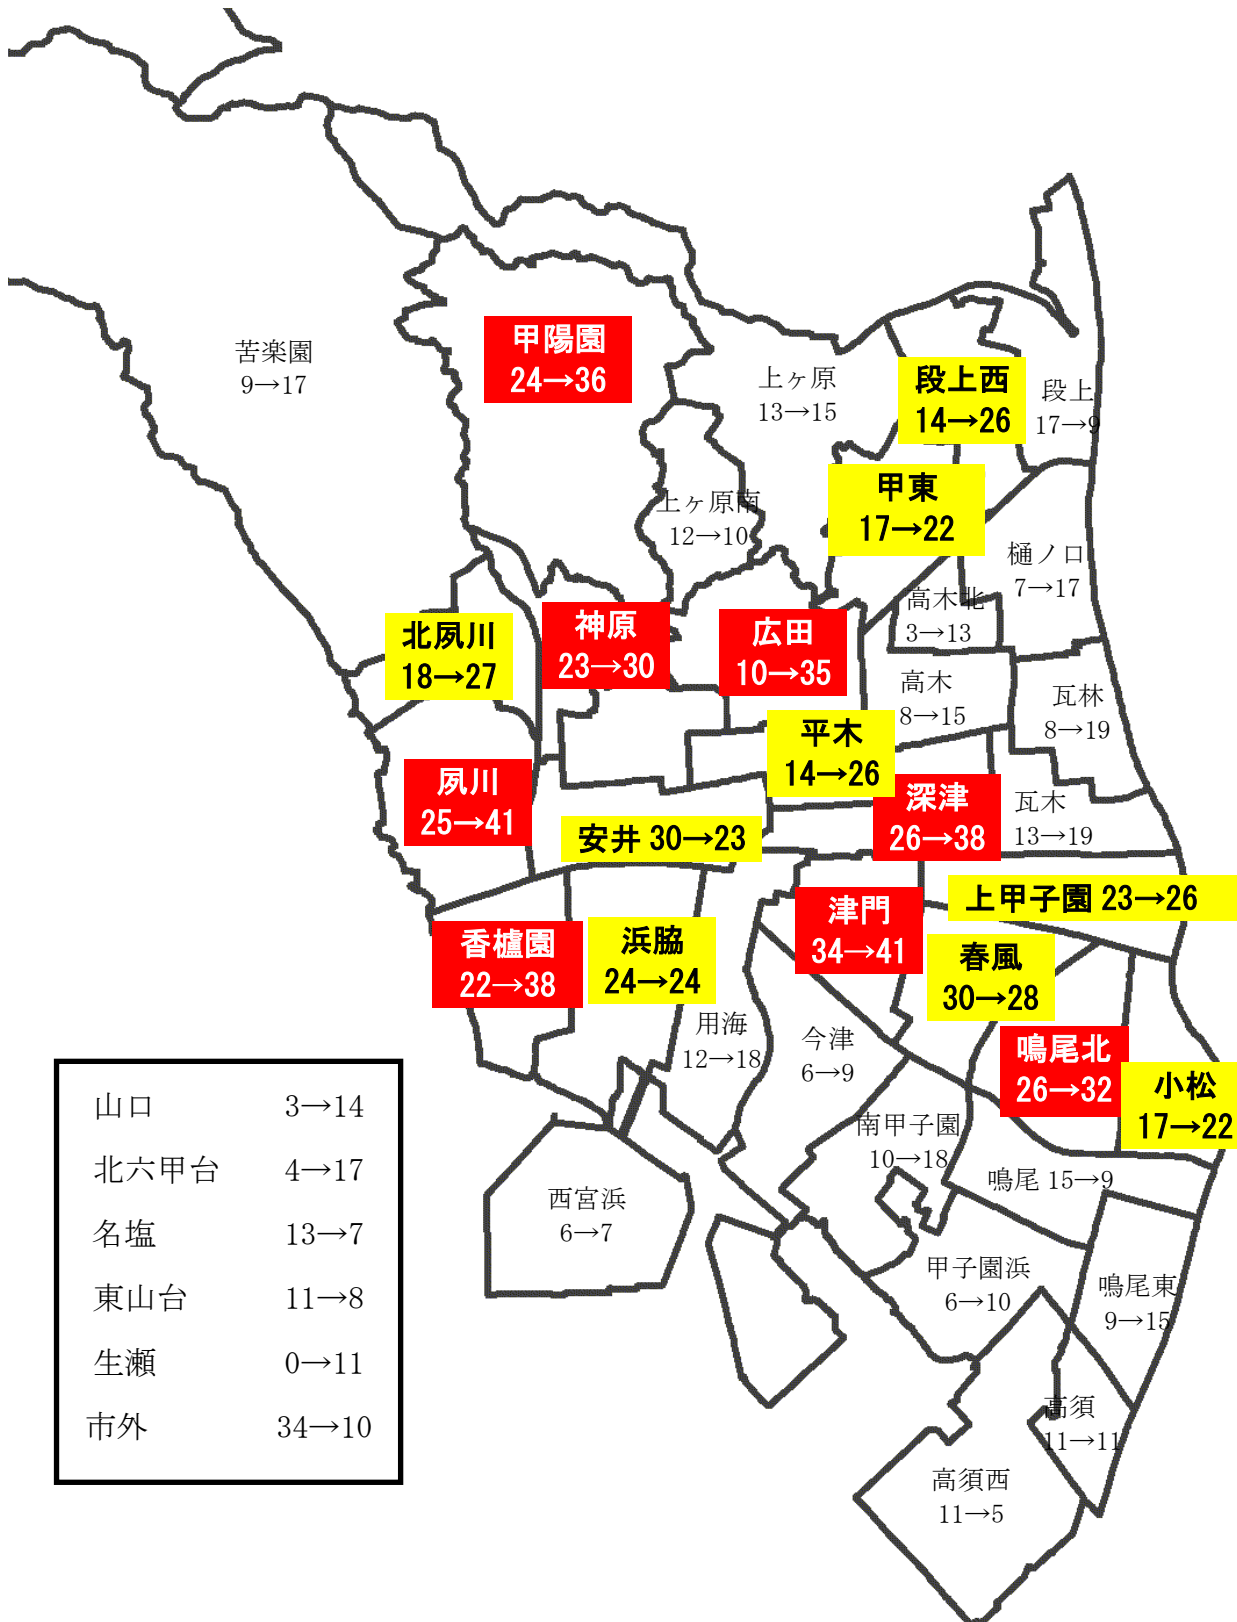 甲陽園
24→36
苦楽園
9→17
上ヶ原
13→15
段上西
14→26
段上
17→9
甲東
17→22
上ヶ原南
12→10
樋ノ口
7→17
高木北
3→13
北夙川
18→27
神原
23→30
広田
10→35
高木
8→15
瓦林
8→19
平木
14→26
夙川
25→41
深津
26→38
瓦木
13→19
安井 30→23
上甲子園 23→26
津門
34→41
香櫨園
22→38
浜脇
24→24
春風
30→28
用海
12→18
今津
6→9
鳴尾北
26→32
小松
17→22
南甲子園
10→18
鳴尾 15→9
西宮浜
6→7
甲子園浜
6→10
鳴尾東
9→15
高須
11→11
高須西
11→5
山口 3→14
北六甲台 4→17
名塩 13→7
東山台 11→8
生瀬 0→11
市外 34→10